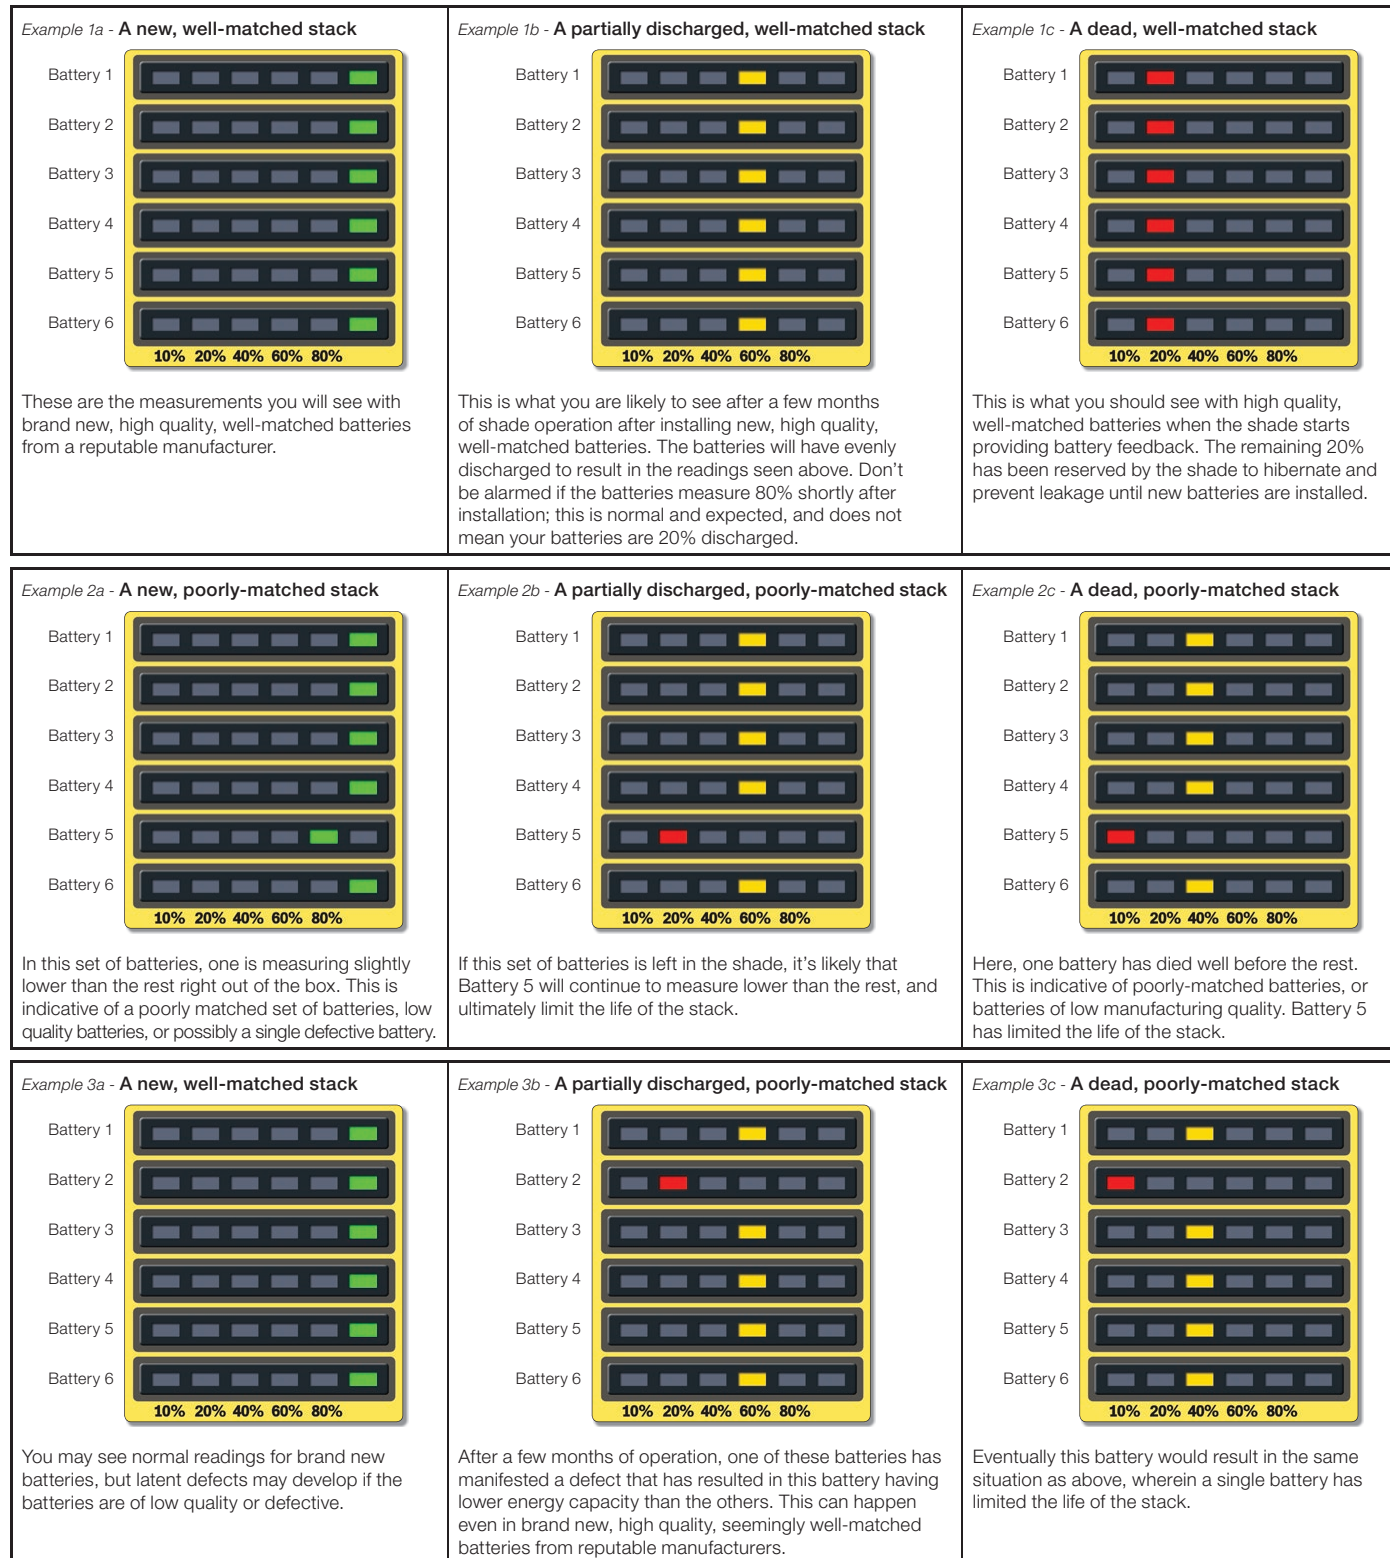 Example 1a - A new, well-matched stack
Battery 1
Battery 2
Battery 3
Battery 4
Battery 5
Battery 6
10% 20% 40% 60% 80%
These are the measurements you will see with
brand new, high quality, well-matched batteries
from a reputable manufacturer.
Example 1b - A partially discharged, well-matched stack
Battery 1
Battery 2
Battery 3
Battery 4
Battery 5
Battery 6
10% 20% 40% 60% 80%
This is what you are likely to see after a few months
of shade operation after installing new, high quality,
well-matched batteries. The batteries will have evenly
discharged to result in the readings seen above. Don't
be alarmed if the batteries measure 80% shortly after
installation; this is normal and expected, and does not
mean your batteries are 20% discharged.
Example 1c - A dead, well-matched stack
Battery 1
Battery 2
Battery 3
Battery 4
Battery 5
Battery 6
10% 20% 40% 60% 80%
This is what you should see with high quality,
well-matched batteries when the shade starts
providing battery feedback. The remaining 20%
has been reserved by the shade to hibernate and
prevent leakage until new batteries are installed.
Example 2a - A new, poorly-matched stack
Battery 1
Battery 2
Battery 3
Battery 4
Battery 5
Battery 6
10% 20% 40% 60% 80%
In this set of batteries, one is measuring slightly
lower than the rest right out of the box. This is
indicative of a poorly matched set of batteries, low
quality batteries, or possibly a single defective battery.
Example 2b - A partially discharged, poorly-matched stack
Battery 1
Battery 2
Battery 3
Battery 4
Battery 5
Battery 6
10% 20% 40% 60% 80%
If this set of batteries is left in the shade, it's likely that
Battery 5 will continue to measure lower than the rest, and
ultimately limit the life of the stack.
Example 2c - A dead, poorly-matched stack
Battery 1
Battery 2
Battery 3
Battery 4
Battery 5
Battery 6
10% 20% 40% 60% 80%
Here, one battery has died well before the rest.
This is indicative of poorly-matched batteries, or
batteries of low manufacturing quality. Battery 5
has limited the life of the stack.
Example 3a - A new, well-matched stack
Battery 1
Battery 2
Battery 3
Battery 4
Battery 5
Battery 6
10% 20% 40% 60% 80%
You may see normal readings for brand new
batteries, but latent defects may develop if the
batteries are of low quality or defective.
Example 3b - A partially discharged, poorly-matched stack
Battery 1
Battery 2
Battery 3
Battery 4
Battery 5
Battery 6
10% 20% 40% 60% 80%
After a few months of operation, one of these batteries has
manifested a defect that has resulted in this battery having
lower energy capacity than the others. This can happen
even in brand new, high quality, seemingly well-matched
batteries from reputable manufacturers.
Example 3c - A dead, poorly-matched stack
Battery 1
Battery 2
Battery 3
Battery 4
Battery 5
Battery 6
10% 20% 40% 60% 80%
Eventually this battery would result in the same
situation as above, wherein a single battery has
limited the life of the stack.